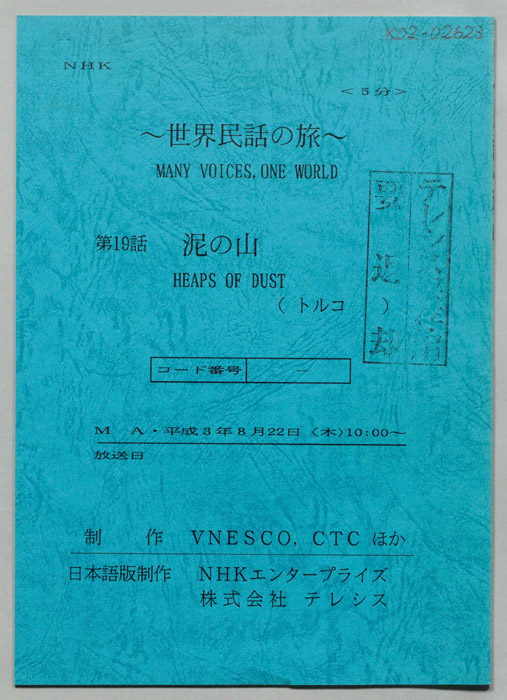 K02-02623
NHK
<5分>
～世界民話の旅～
MANY VOICES, ONE WORLD
第19話 泥の山
HEAPS OF DUST
(トルコ )
要返却
コード番号 －
M A・平成3年8月22日 (木)10:00～
放送日
制 作 VNESCO, CTC ほか
日本語版制作 NHKエンタープライズ
株式会社 テレシス